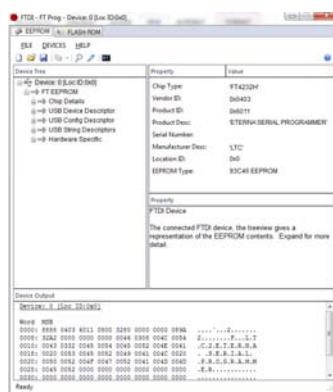 FTDI - FT Prog - Device: 0 [Loc ID:0x0]
EEPROM
FLASH ROM
FILE DEVICES HELP
Device Tree
Device: 0 [Loc ID:0x0]
FT EEPROM
Chip Details
USB Device Descriptor
USB Config Descriptor
USB String Descriptors
Hardware Specific
Property Value
Chip Type: 'FT4232H'
Vendor ID: 0x0403
Product ID: 0x6011
Product Desc: 'ETERNA SERIAL PROGRAMMER'
Serial Number:
Manufacturer Desc: 'LTC'
Location ID: 0x0
EEPROM Type: 93C46 EEPROM
Property
FTDI Device
The connected FTDI device, the treeview gives a
representation of the EEPROM contents. Expand for more
detail.
Device Output
Device: 0 [Loc ID:0x0]
Word MSB
Ready